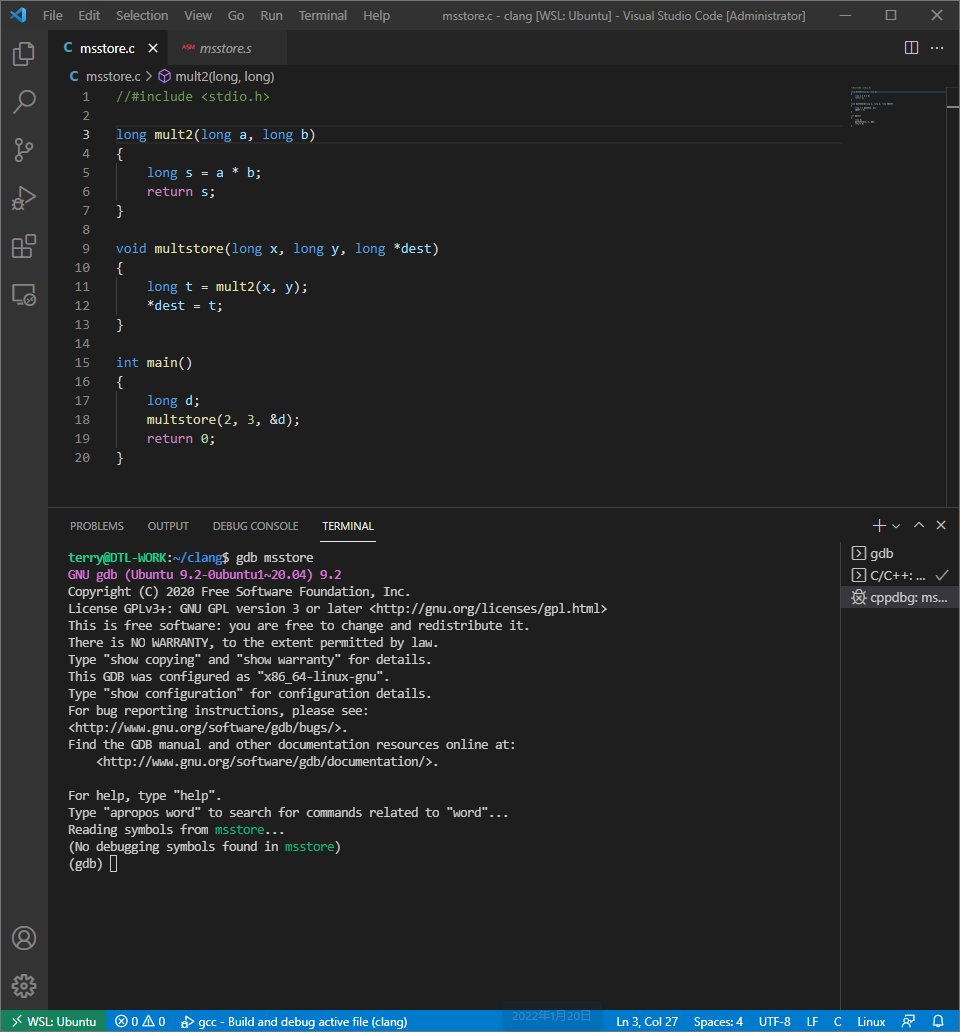 File Edit Selection View Go Run Terminal Help msstore.c - clang [WSL: Ubuntu] - Visual Studio Code [Administrator]
C msstore.c ASM msstore.s
C msstore.c > mult2(long, long)
1 //#include <stdio.h>
2
3 long mult2(long a, long b)
4 {
5 long s = a * b;
6 return s;
7 }
8
9 void multstore(long x, long y, long *dest)
10 {
11 long t = mult2(x, y);
12 *dest = t;
13 }
14
15 int main()
16 {
17 long d;
18 multstore(2, 3, &d);
19 return 0;
20 }
PROBLEMS OUTPUT DEBUG CONSOLE TERMINAL
terry@DTL-WORK:~/clang$ gdb msstore
GNU gdb (Ubuntu 9.2-0ubuntu1~20.04) 9.2
Copyright (C) 2020 Free Software Foundation, Inc.
License GPLv3+: GNU GPL version 3 or later <http://gnu.org/licenses/gpl.html>
This is free software: you are free to change and redistribute it.
There is NO WARRANTY, to the extent permitted by law.
Type "show copying" and "show warranty" for details.
This GDB was configured as "x86_64-linux-gnu".
Type "show configuration" for configuration details.
For bug reporting instructions, please see:
<http://www.gnu.org/software/gdb/bugs/>.
Find the GDB manual and other documentation resources online at:
<http://www.gnu.org/software/gdb/documentation/>.
For help, type "help".
Type "apropos word" to search for commands related to "word"...
Reading symbols from msstore...
(No debugging symbols found in msstore)
(gdb)
gdb
C/C++: ...
cppdbg: ms...
WSL: Ubuntu 0 0 gcc - Build and debug active file (clang) 2022年1月20日 Ln 3, Col 27 Spaces: 4 UTF-8 LF C Linux